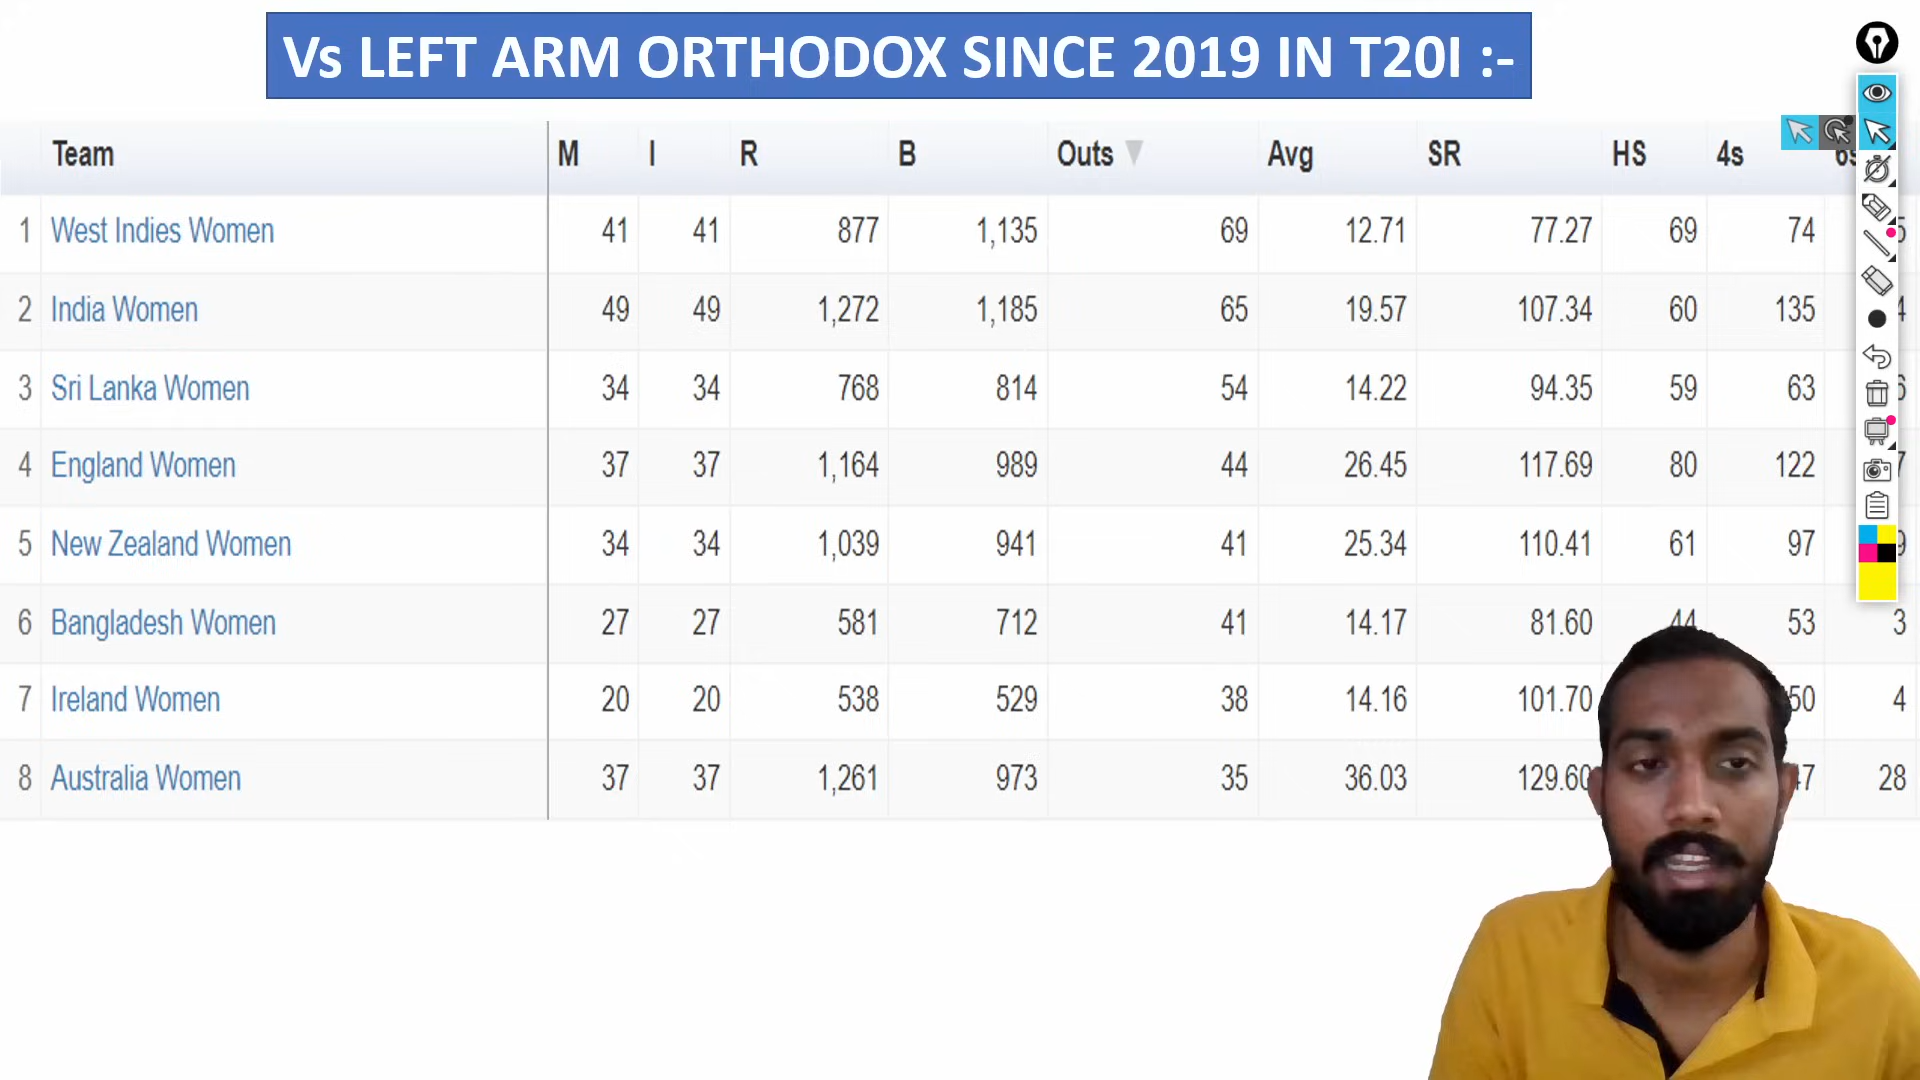 Vs LEFT ARM ORTHODOX SINCE 2019 IN T20I :-
Team M I R B Outs Avg SR HS 4s 6s
1 West Indies Women 41 41 877 1,135 69 12.71 77.27 69 74
2 India Women 49 49 1,272 1,185 65 19.57 107.34 60 135
3 Sri Lanka Women 34 34 768 814 54 14.22 94.35 59 63
4 England Women 37 37 1,164 989 44 26.45 117.69 80 122
5 New Zealand Women 34 34 1,039 941 41 25.34 110.41 61 97
6 Bangladesh Women 27 27 581 712 41 14.17 81.60 44 53 3
7 Ireland Women 20 20 538 529 38 14.16 101.70 50 4
8 Australia Women 37 37 1,261 973 35 36.03 129.60 28